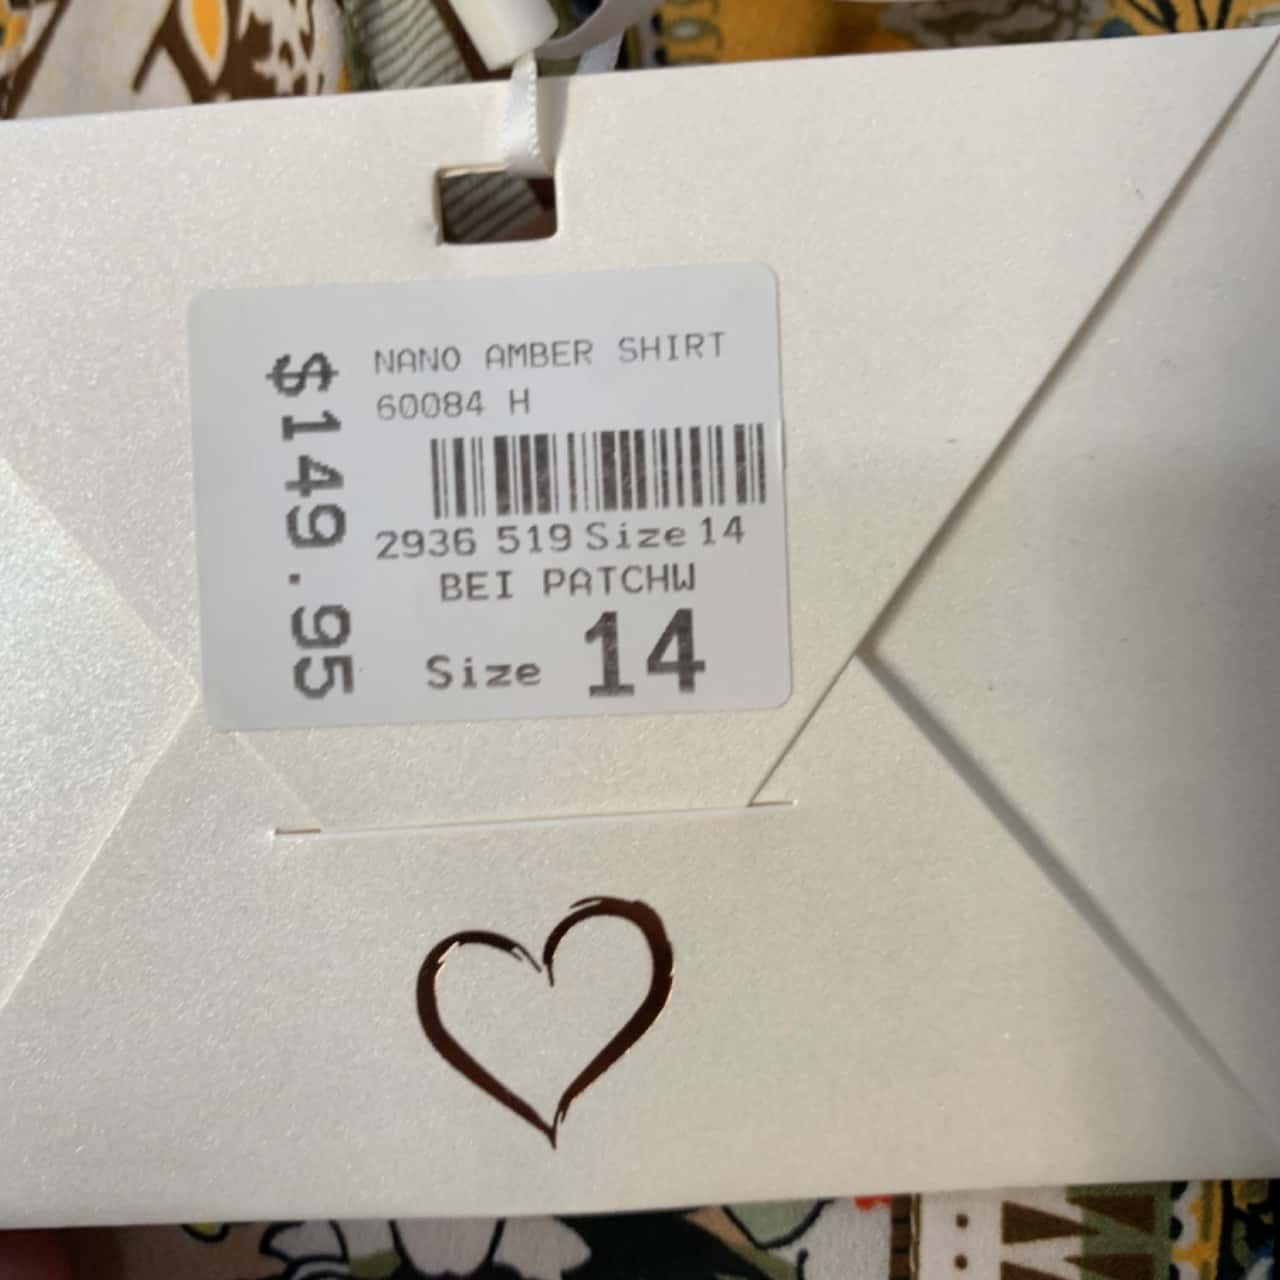 NANO AMBER SHIRT
60084 H
2936 519 Size 14
BEI PATCHW
Size 14
$149.95